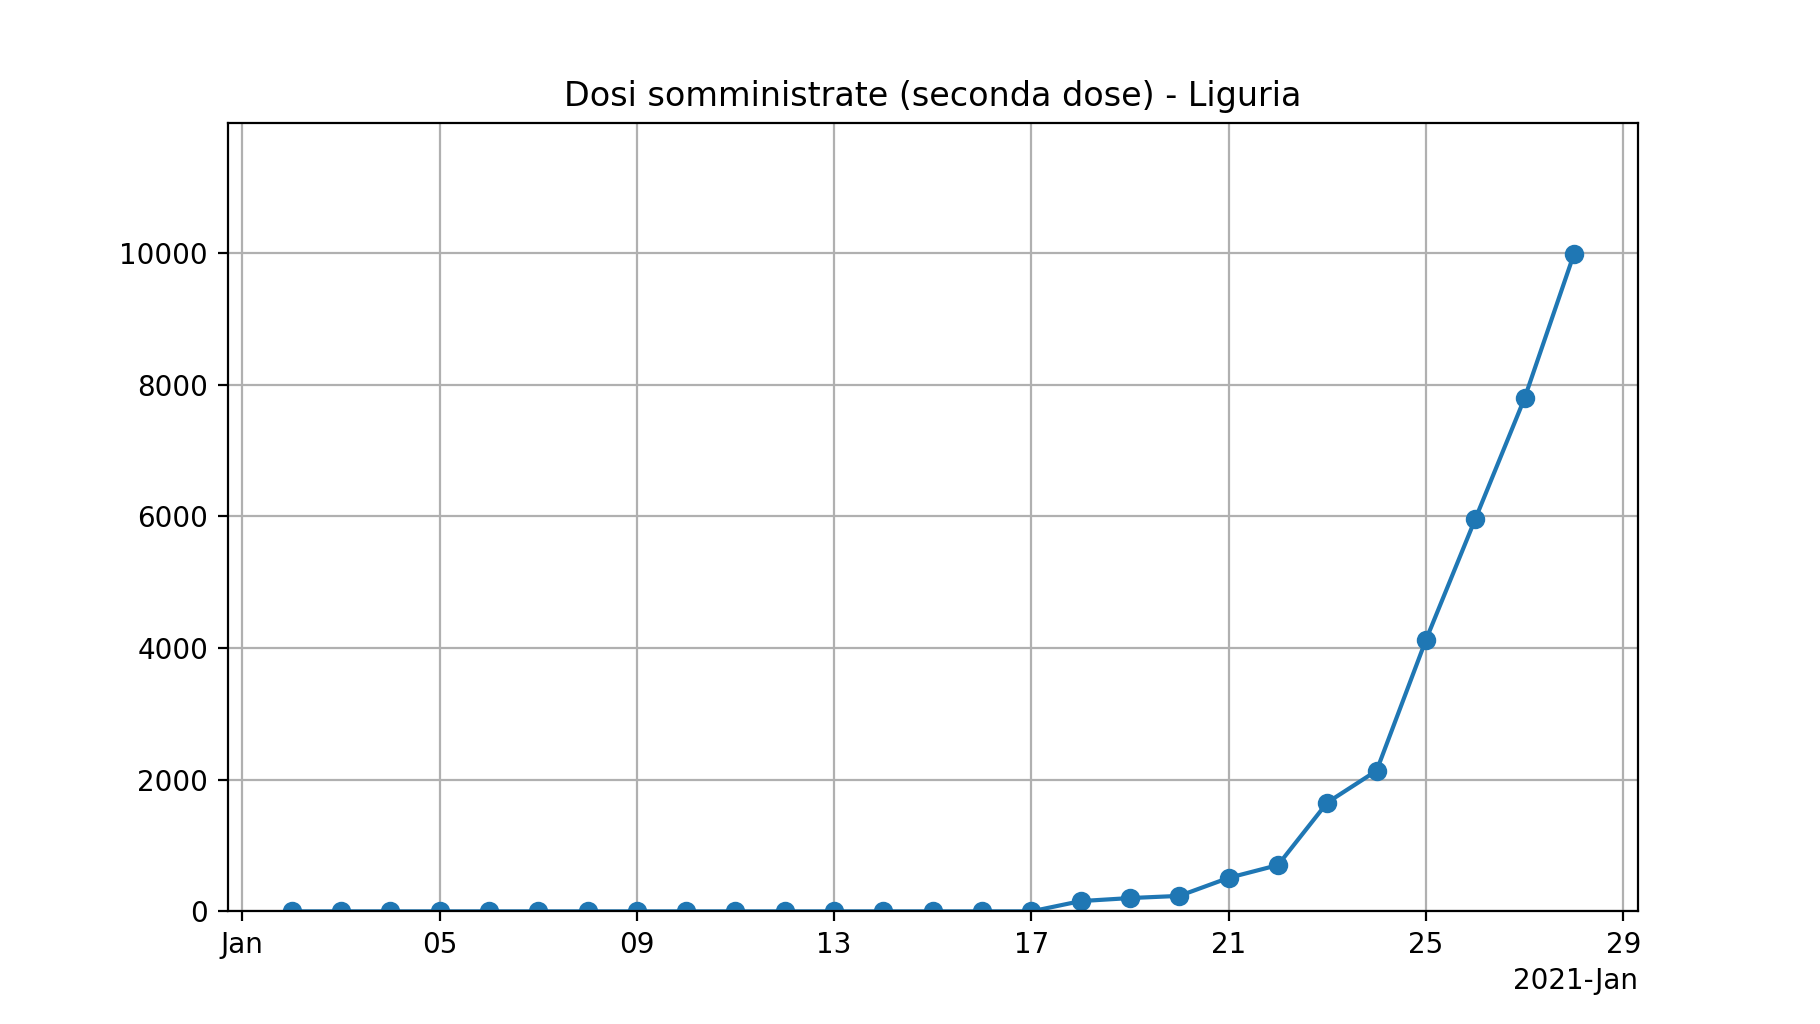 Dosi somministrate (seconda dose) - Liguria
10000
8000
6000
4000
2000
0
Jan 05 09 13 17 21 25 29
2021-Jan